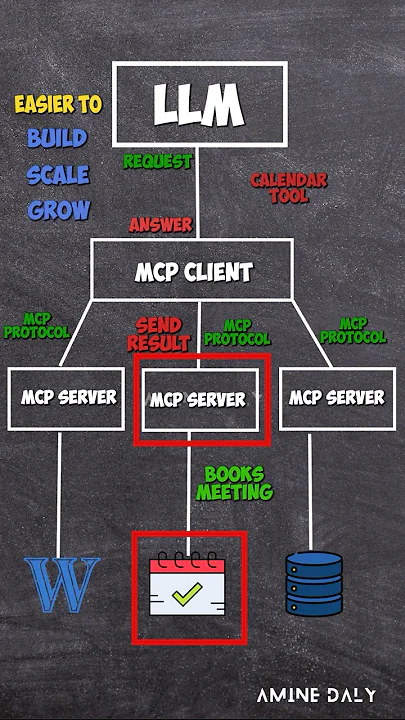 LLM
EASIER TO
BUILD
SCALE
GROW
REQUEST
CALENDAR
TOOL
ANSWER
MCP CLIENT
MCP
PROTOCOL
SEND
RESULT
MCP
PROTOCOL
MCP
PROTOCOL
MCP SERVER
MCP SERVER
MCP SERVER
BOOKS
MEETING
W
AMINE DALY